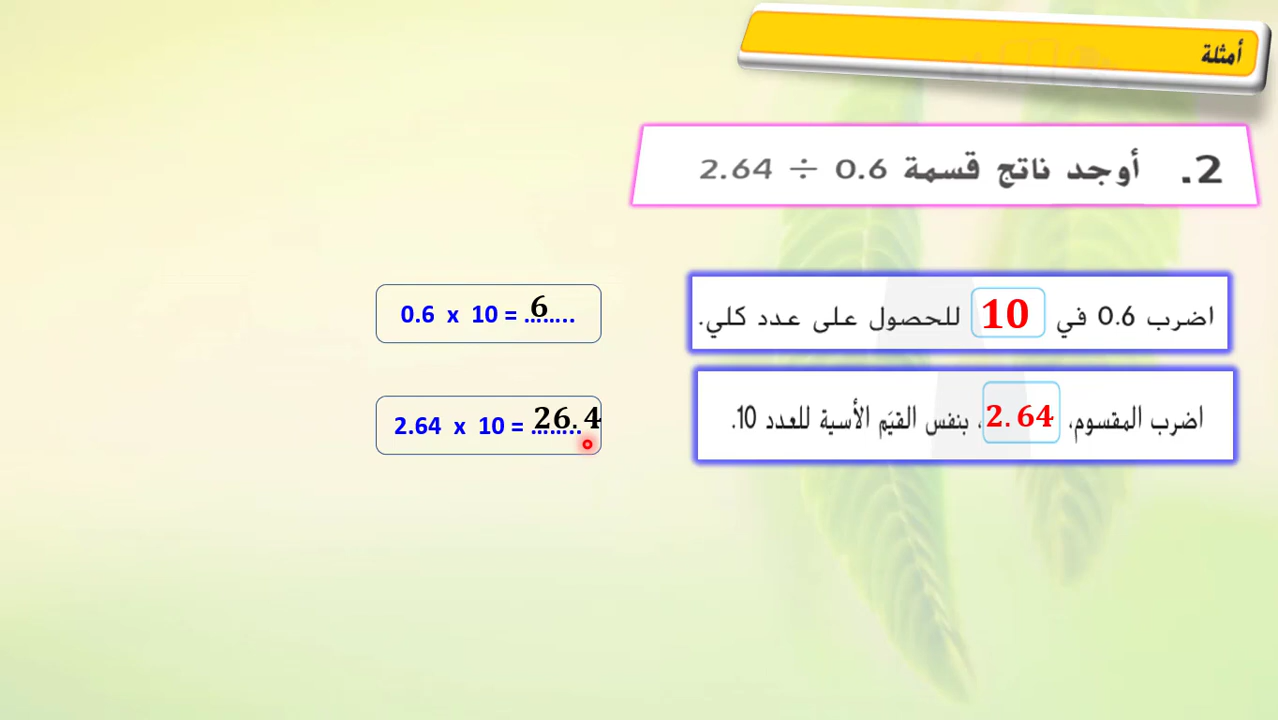 أمثلة
2. أوجد ناتج قسمة 0.6 ÷ 2.64
اضرب 0.6 في 10 للحصول على عدد كلي.
0.6 x 10 = ........ 6
اضرب المقسوم، 2.64، بنفس القيَم الأسية للعدد 10.
2.64 x 10 = ........ 26.4